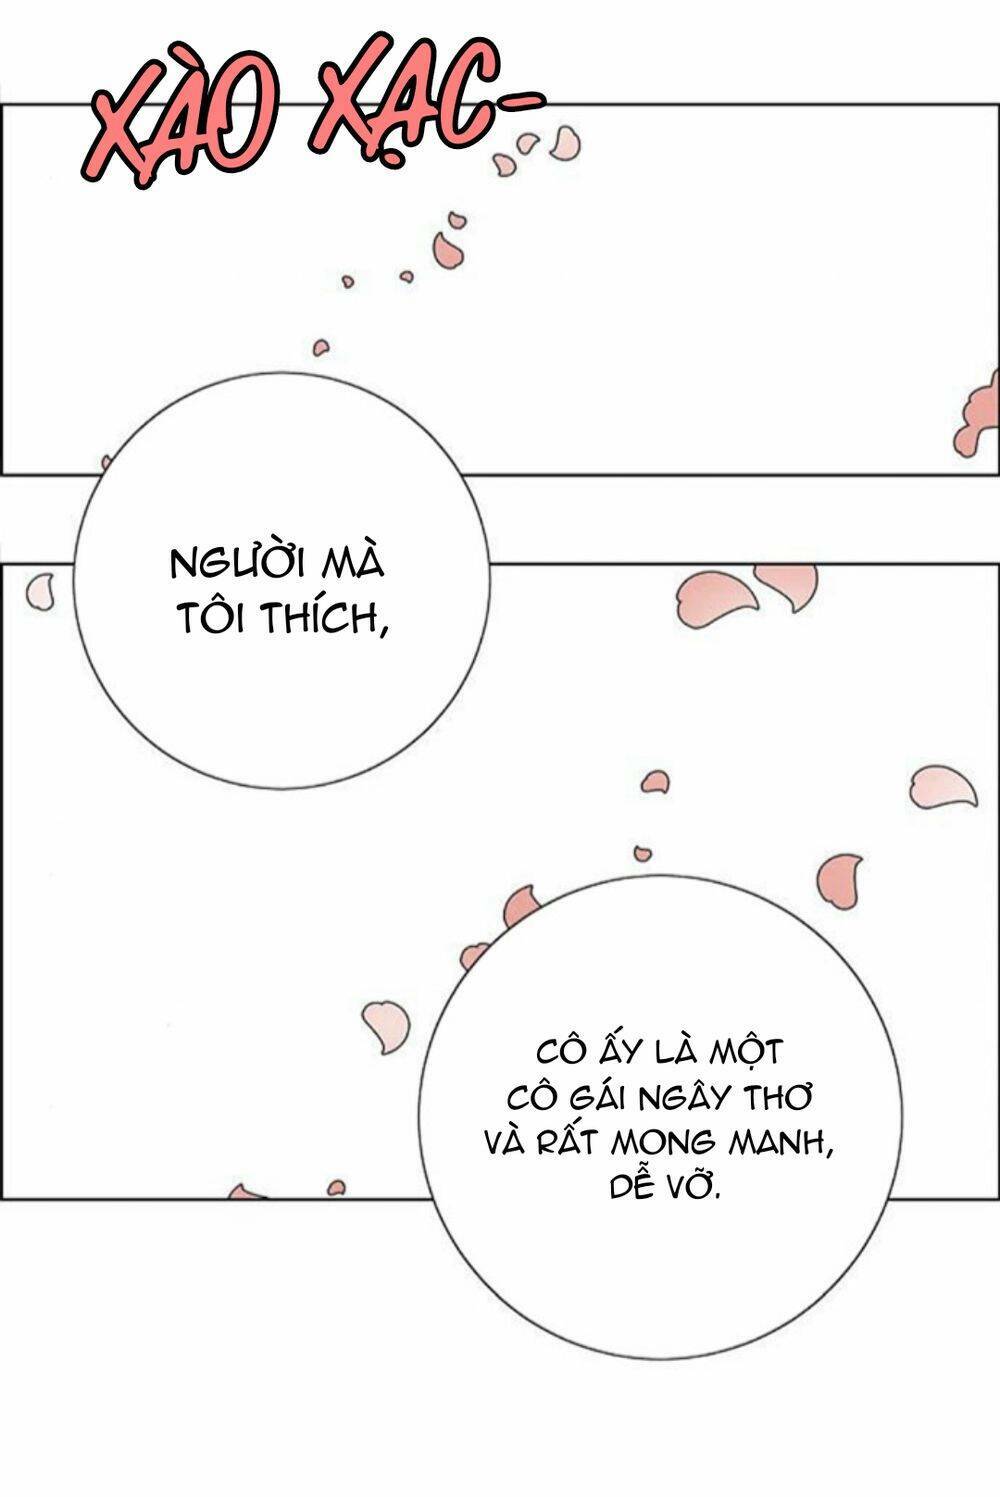 XÀO XẠC-
NGƯỜI MÀ
TÔI THÍCH,
CÔ ẤY LÀ MỘT
CÔ GÁI NGÂY THƠ
VÀ RẤT MONG MANH,
DỄ VỠ.